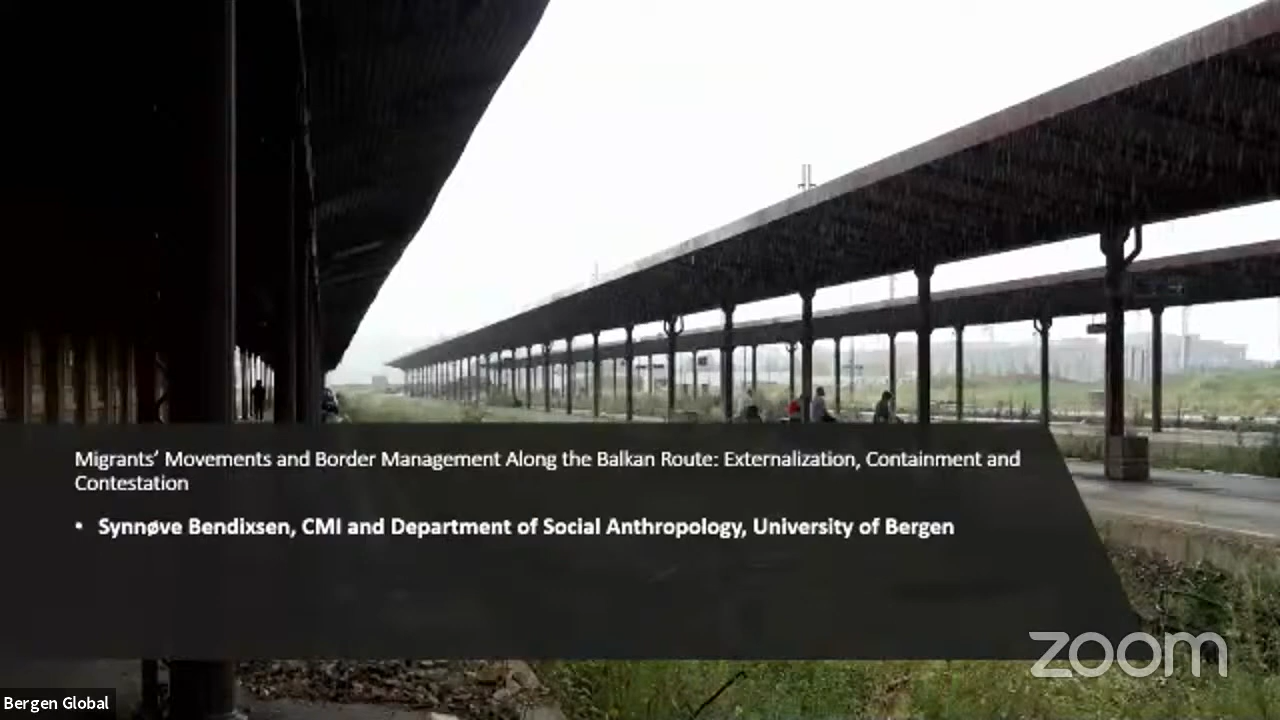 Migrants' Movements and Border Management Along the Balkan Route: Externalization, Containment and
Contestation
• Synnøve Bendixsen, CMI and Department of Social Anthropology, University of Bergen
zoom
Bergen Global